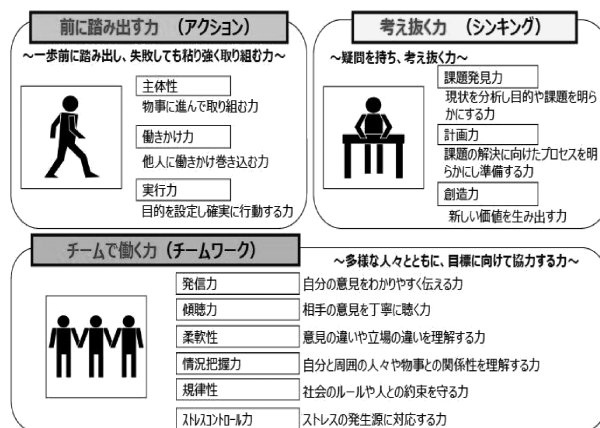 前に踏み出す力 （アクション）
～一歩前に踏み出し、失敗しても粘り強く取り組む力～
主体性
物事に進んで取り組む力
働きかけ力
他人に働きかけ巻き込む力
実行力
目的を設定し確実に行動する力
考え抜く力 （シンキング）
～疑問を持ち、考え抜く力～
課題発見力
現状を分析し目的や課題を明ら
かにする力
計画力
課題の解決に向けたプロセスを明
らかにし準備する力
創造力
新しい価値を生み出す力
チームで働く力 （チームワーク）
～多様な人々とともに、目標に向けて協力する力～
発信力 自分の意見をわかりやすく伝える力
傾聴力 相手の意見を丁寧に聴く力
柔軟性 意見の違いや立場の違いを理解する力
情況把握力 自分と周囲の人々や物事との関係性を理解する力
規律性 社会のルールや人との約束を守る力
ストレスコントロール力 ストレスの発生源に対応する力